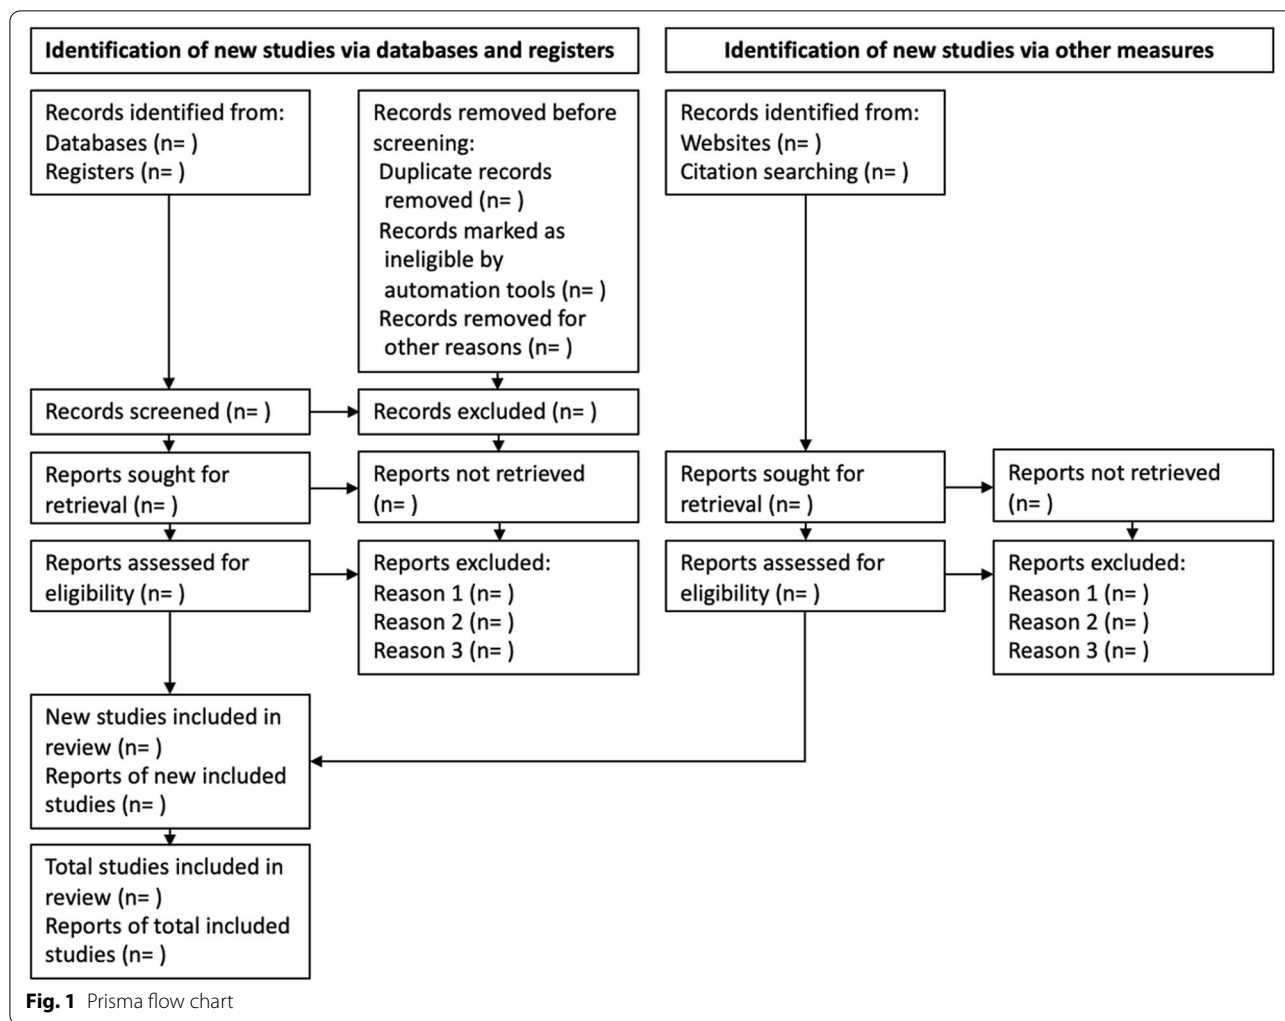 Identification of new studies via databases and registers
Records identified from:
Databases (n= )
Registers (n= )
Records removed before
screening:
Duplicate records
removed (n= )
Records marked as
ineligible by
automation tools (n= )
Records removed for
other reasons (n= )
Records screened (n= )
Records excluded (n= )
Reports sought for
retrieval (n= )
Reports not retrieved
(n= )
Reports assessed for
eligibility (n= )
Reports excluded:
Reason 1 (n= )
Reason 2 (n= )
Reason 3 (n= )
Identification of new studies via other measures
Records identified from:
Websites (n= )
Citation searching (n= )
Reports sought for
retrieval (n= )
Reports not retrieved
(n= )
Reports assessed for
eligibility (n= )
Reports excluded:
Reason 1 (n= )
Reason 2 (n= )
Reason 3 (n= )
New studies included in
review (n= )
Reports of new included
studies (n= )
Total studies included in
review (n= )
Reports of total included
studies (n= )
Fig. 1 Prisma flow chart